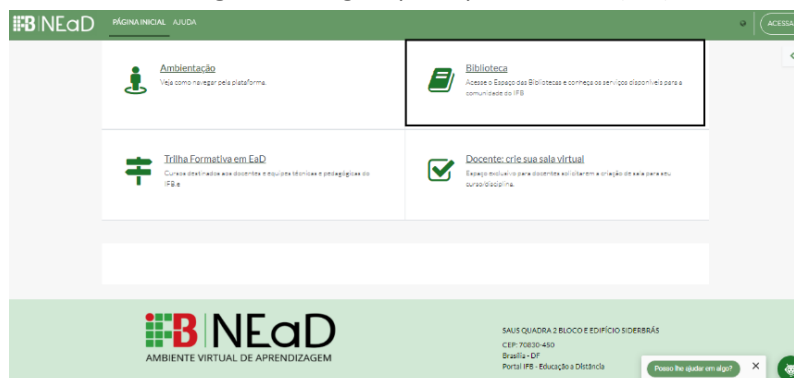 IFB NEaD PÁGINA INICIAL AJUDA
Ambientação
Veja como navegar pela plataforma.
Biblioteca
Acesse o Espaço das Bibliotecas e conheça os serviços disponíveis para a
comunidade do IFB
Trilha Formativa em EaD
Cursos destinados aos docentes e equipes técnicas e pedagógicas do
IFB.
Docente: crie sua sala virtual
Espaço exclusivo para docentes solicitarem a criação de sala para seu
curso/disciplina.
IFB NEaD
AMBIENTE VIRTUAL DE APRENDIZAGEM
SAUS QUADRA 2 BLOCO E EDIFÍCIO SIDERBRÁS
CEP: 70830-450
Brasília - DF
Portal IFB - Educação a Distância
Posso lhe ajudar em algo?